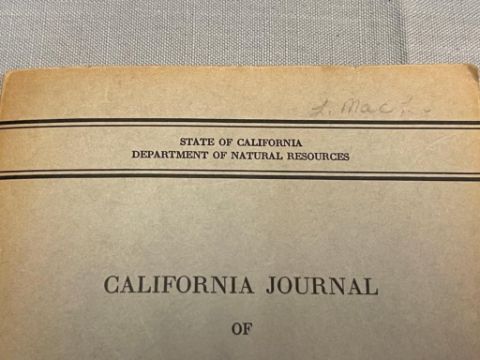 STATE OF CALIFORNIA
DEPARTMENT OF NATURAL RESOURCES
CALIFORNIA JOURNAL
OF